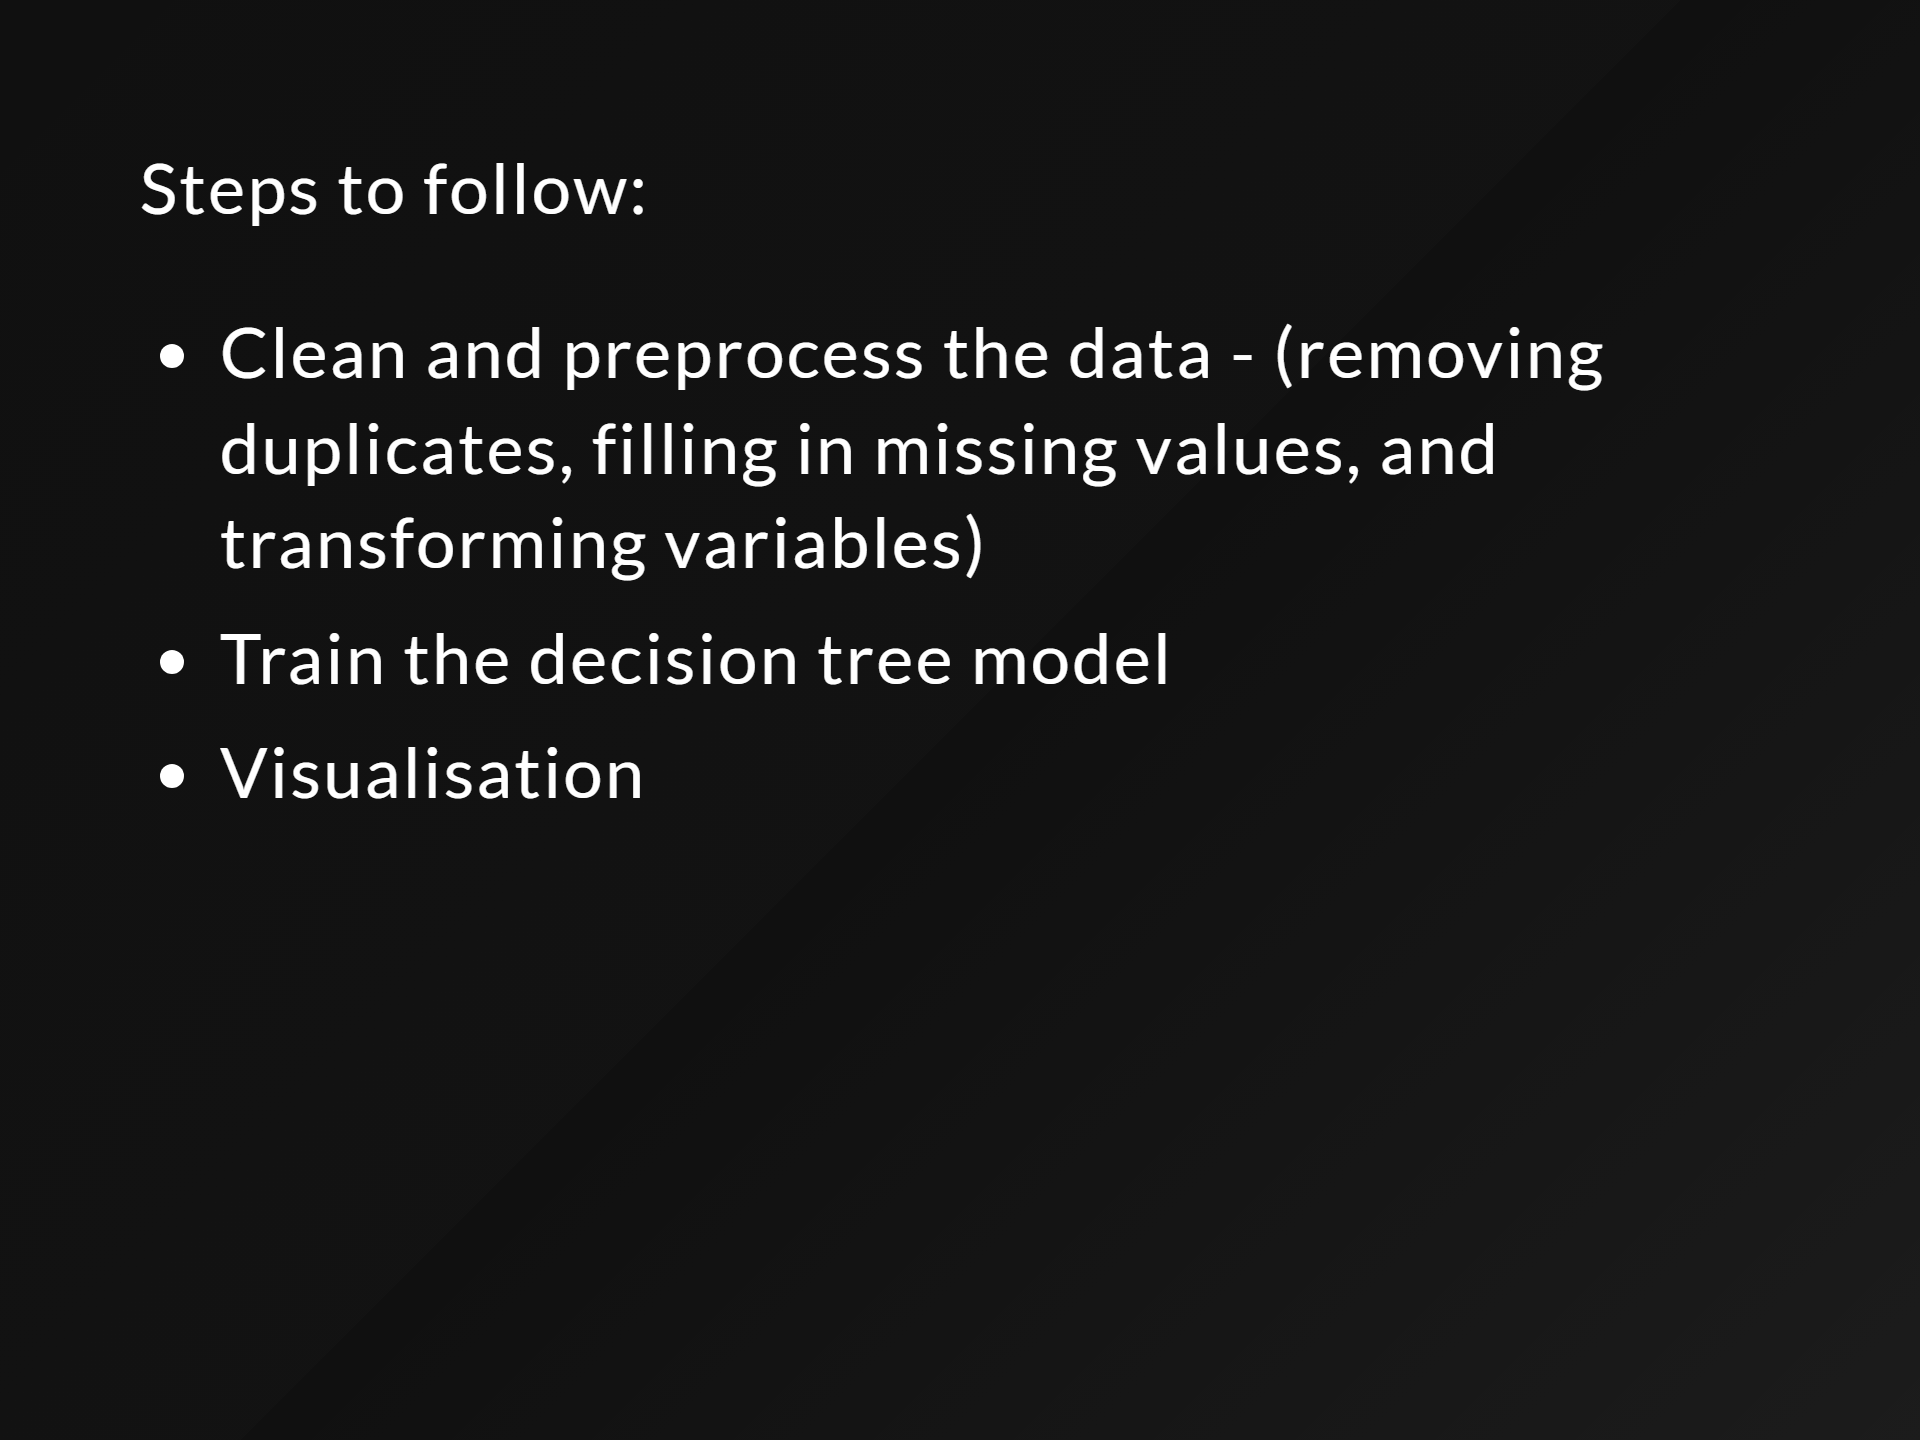 Steps to follow:
• Clean and preprocess the data - (removing
duplicates, filling in missing values, and
transforming variables)
• Train the decision tree model
• Visualisation